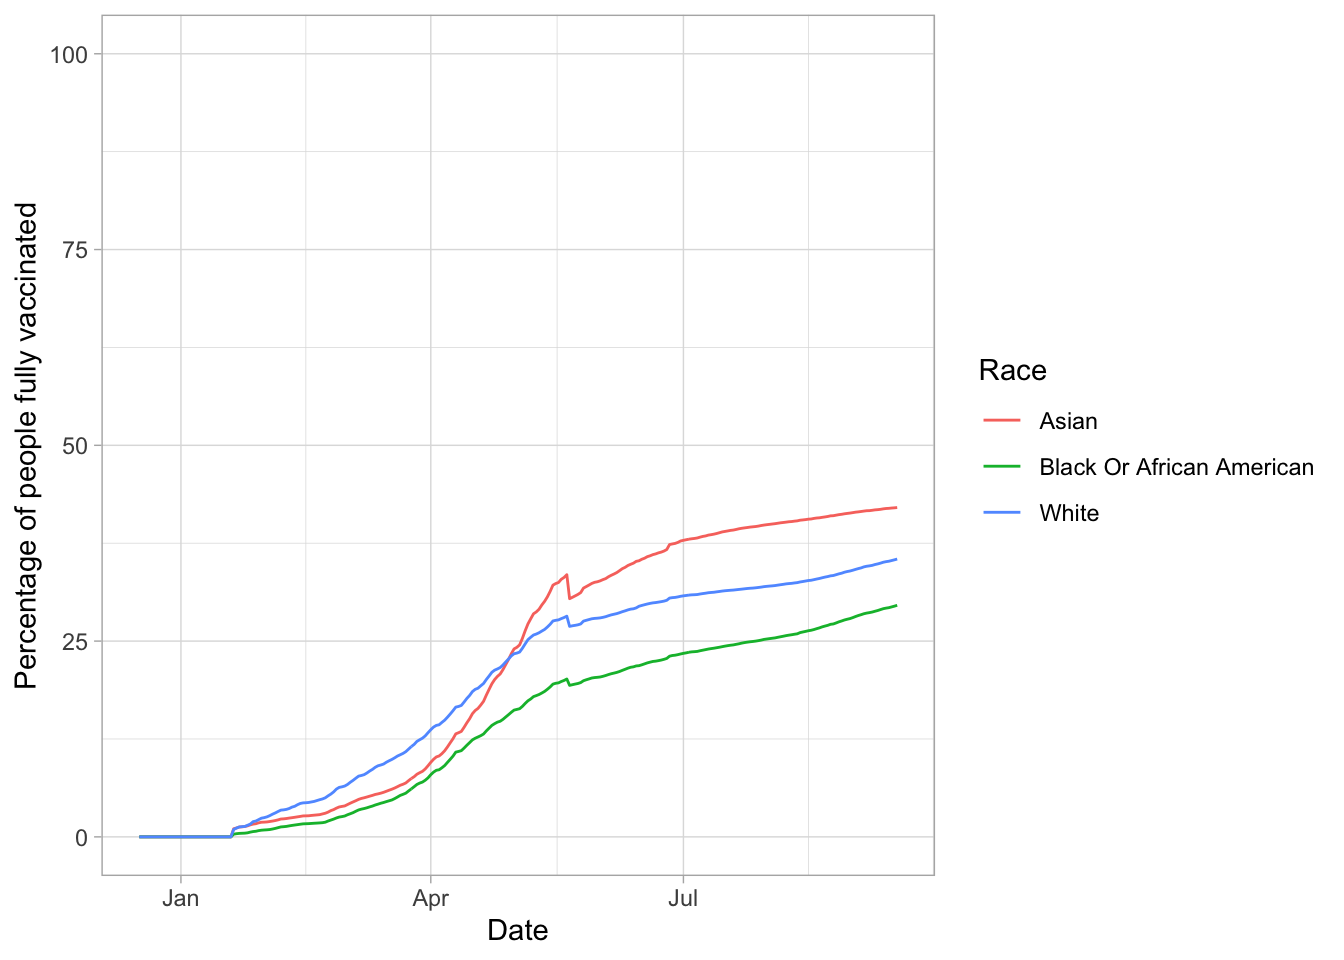 Percentage of people fully vaccinated
100
75
50
25
0
Jan
Apr
Jul
Date
Race
Asian
Black Or African American
White